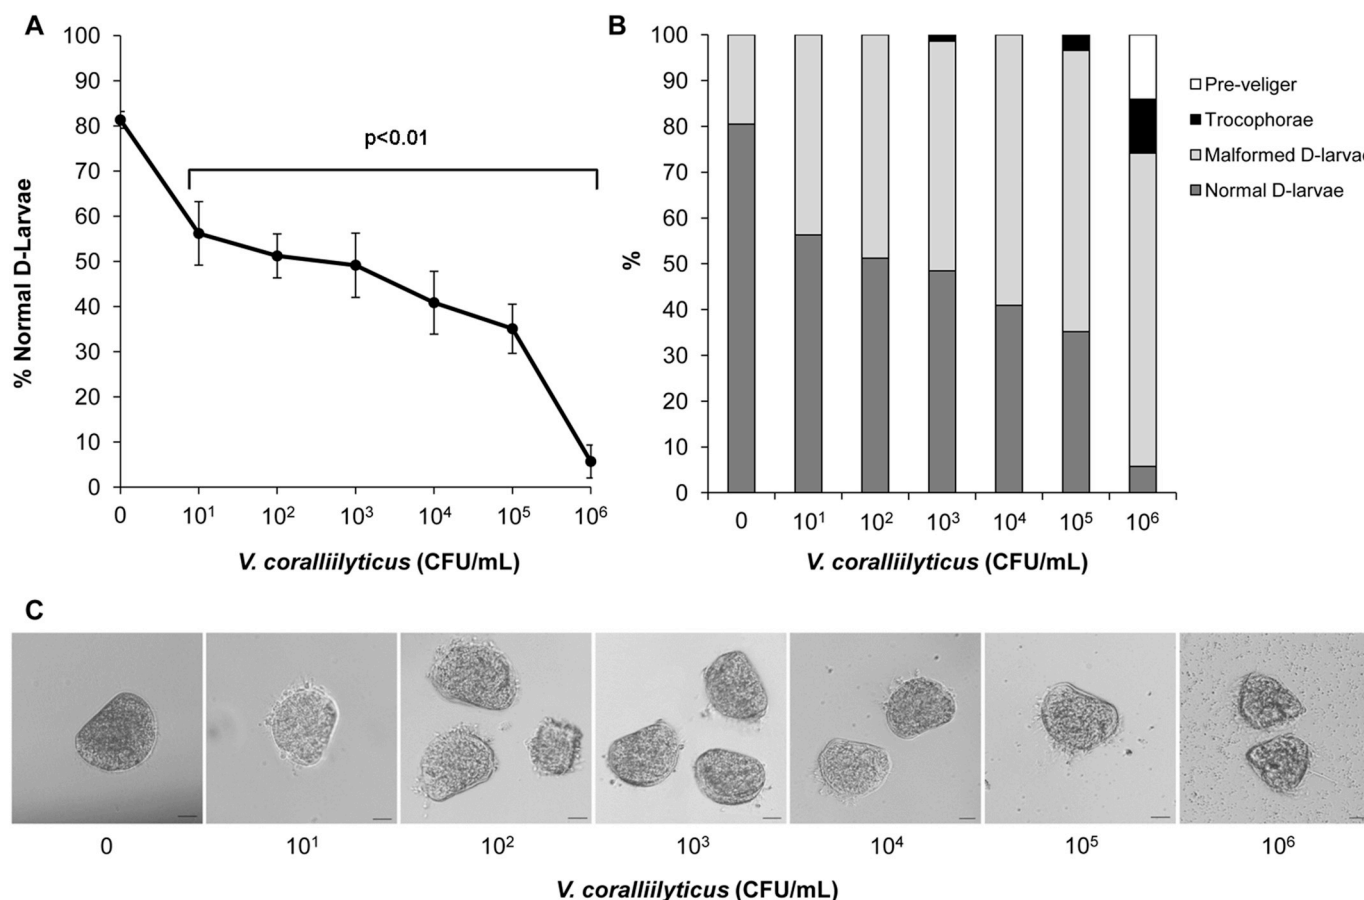 A
100
90
80
70
60
50
40
30
20
10
0
% Normal D-Larvae
p<0.01
0 10¹ 10² 10³ 10⁴ 10⁵ 10⁶
V. coralliilyticus (CFU/mL)
B
100
90
80
70
60
50
40
30
20
10
0
%
0 10¹ 10² 10³ 10⁴ 10⁵ 10⁶
V. coralliilyticus (CFU/mL)
Pre-veliger
Trocophorae
Malformed D-larvae
Normal D-larvae
C
0 10¹ 10² 10³ 10⁴ 10⁵ 10⁶
V. coralliilyticus (CFU/mL)